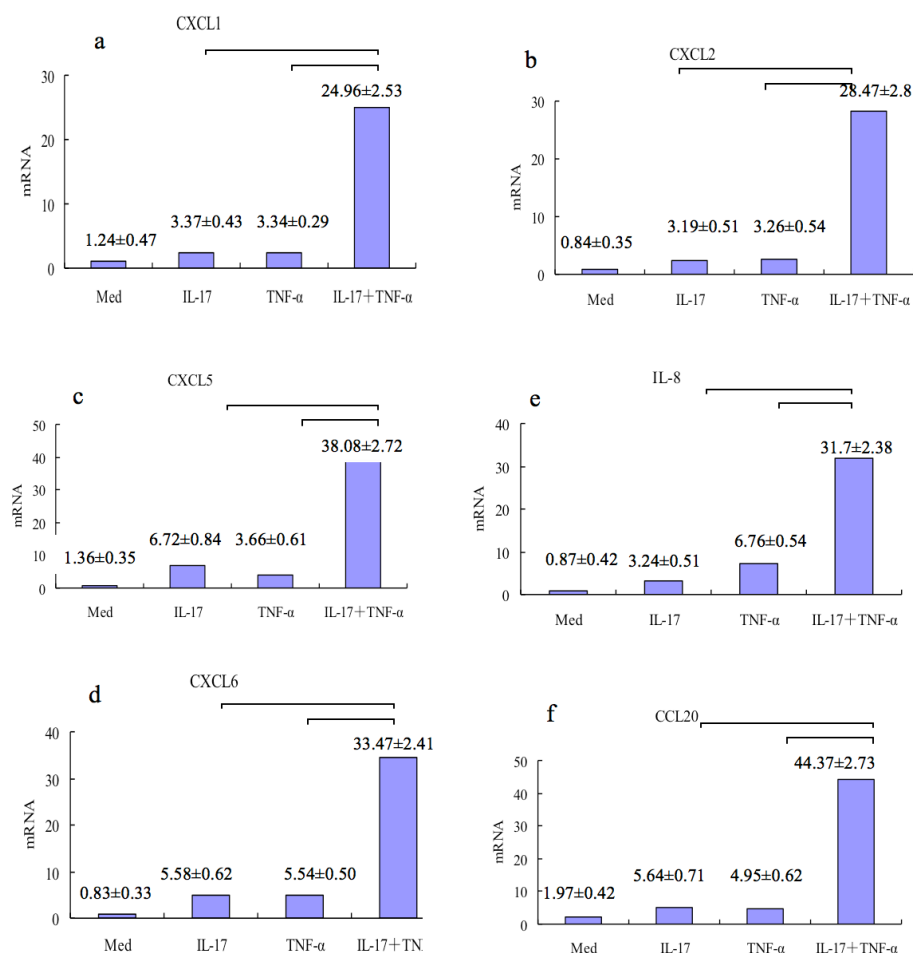 a
CXCL1
mRNA
30
20
10
0
1.24±0.47
3.37±0.43
3.34±0.29
24.96±2.53
Med
IL-17
TNF-α
IL-17+TNF-α
b
CXCL2
mRNA
30
20
10
0
0.84±0.35
3.19±0.51
3.26±0.54
28.47±2.8
Med
IL-17
TNF-α
IL-17+TNF-α
c
CXCL5
mRNA
50
40
30
20
10
0
1.36±0.35
6.72±0.84
3.66±0.61
38.08±2.72
Med
IL-17
TNF-α
IL-17+TNF-α
e
IL-8
mRNA
40
30
20
10
0
0.87±0.42
3.24±0.51
6.76±0.54
31.7±2.38
Med
IL-17
TNF-α
IL-17+TNF-α
d
CXCL6
mRNA
40
30
20
10
0
0.83±0.33
5.58±0.62
5.54±0.50
33.47±2.41
Med
IL-17
TNF-α
IL-17+TN
f
CCL20
mRNA
50
40
30
20
10
0
1.97±0.42
5.64±0.71
4.95±0.62
44.37±2.73
Med
IL-17
TNF-α
IL-17+TNF-α